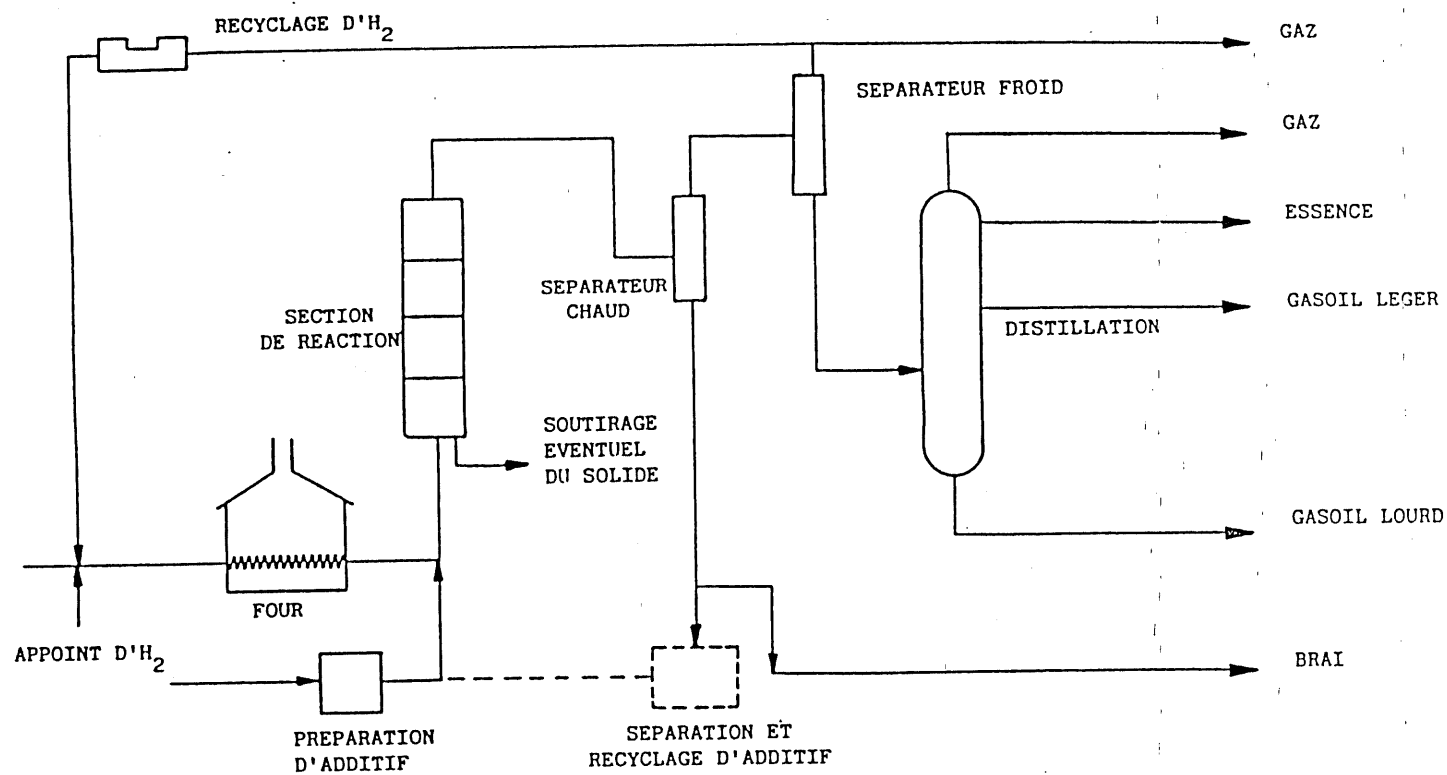 RECYCLAGE D'H2
GAZ
SEPARATEUR FROID
GAZ
ESSENCE
SEPARATEUR
CHAUD
GASOIL LEGER
SECTION
DE REACTION
DISTILLATION
SOUTIRAGE
EVENTUEL
DU SOLIDE
GASOIL LOURD
FOUR
APPOINT D'H2
BRAI
PREPARATION
D'ADDITIF
SEPARATION ET
RECYCLAGE D'ADDITIF